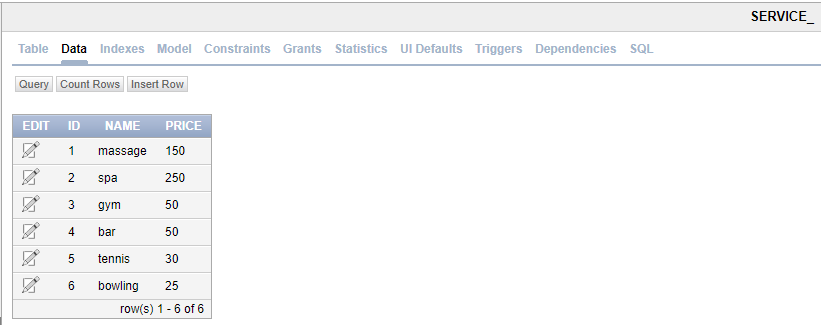 SERVICE_
Table Data Indexes Model Constraints Grants Statistics UI Defaults Triggers Dependencies SQL
Query Count Rows Insert Row
EDIT ID NAME PRICE
1 massage 150
2 spa 250
3 gym 50
4 bar 50
5 tennis 30
6 bowling 25
row(s) 1 - 6 of 6